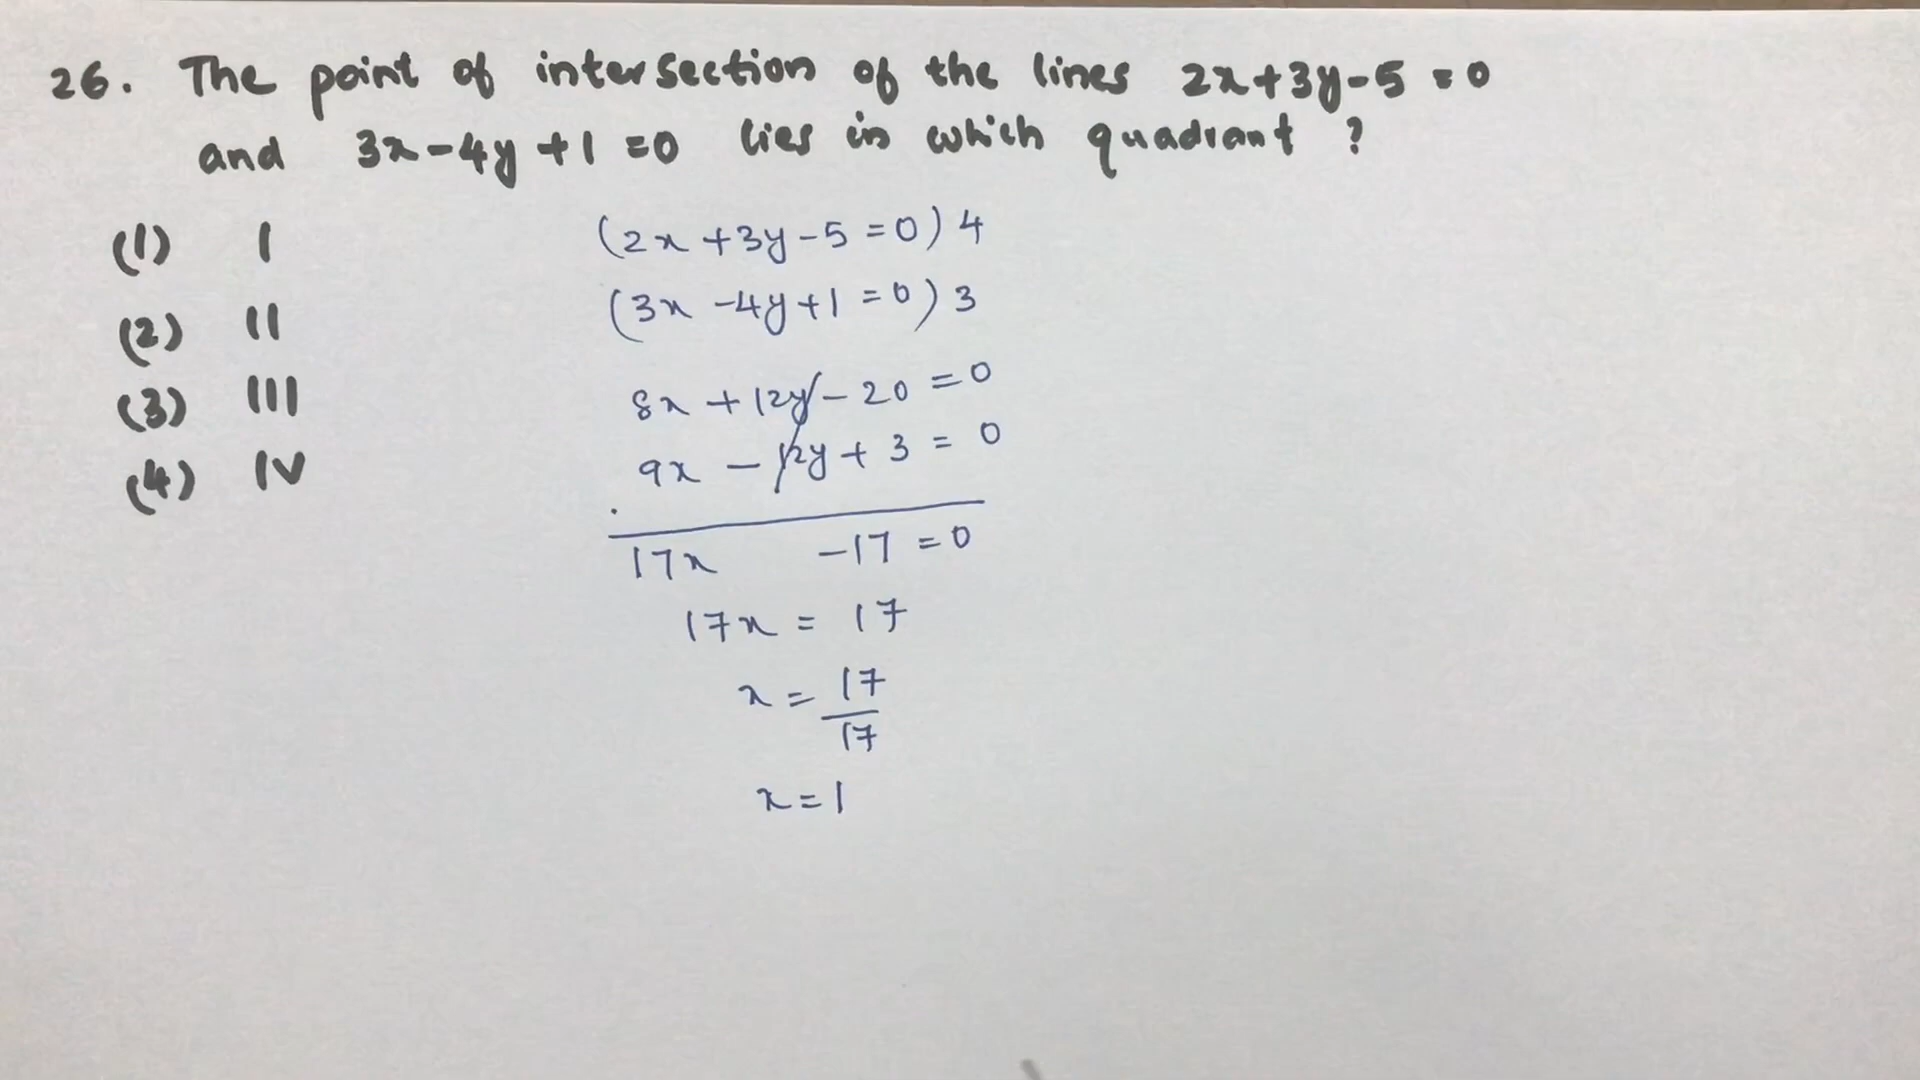 26. The point of intersection of the lines 2x+3y-5=0
and 3x-4y+1=0 lies in which quadrant ?
(1) I
(2) II
(3) III
(4) IV
(2x+3y-5=0) 4
(3x-4y+1=0) 3
8x+12y-20=0
9x-12y+3=0
17x -17=0
17x = 17
x = 17/17
x=1